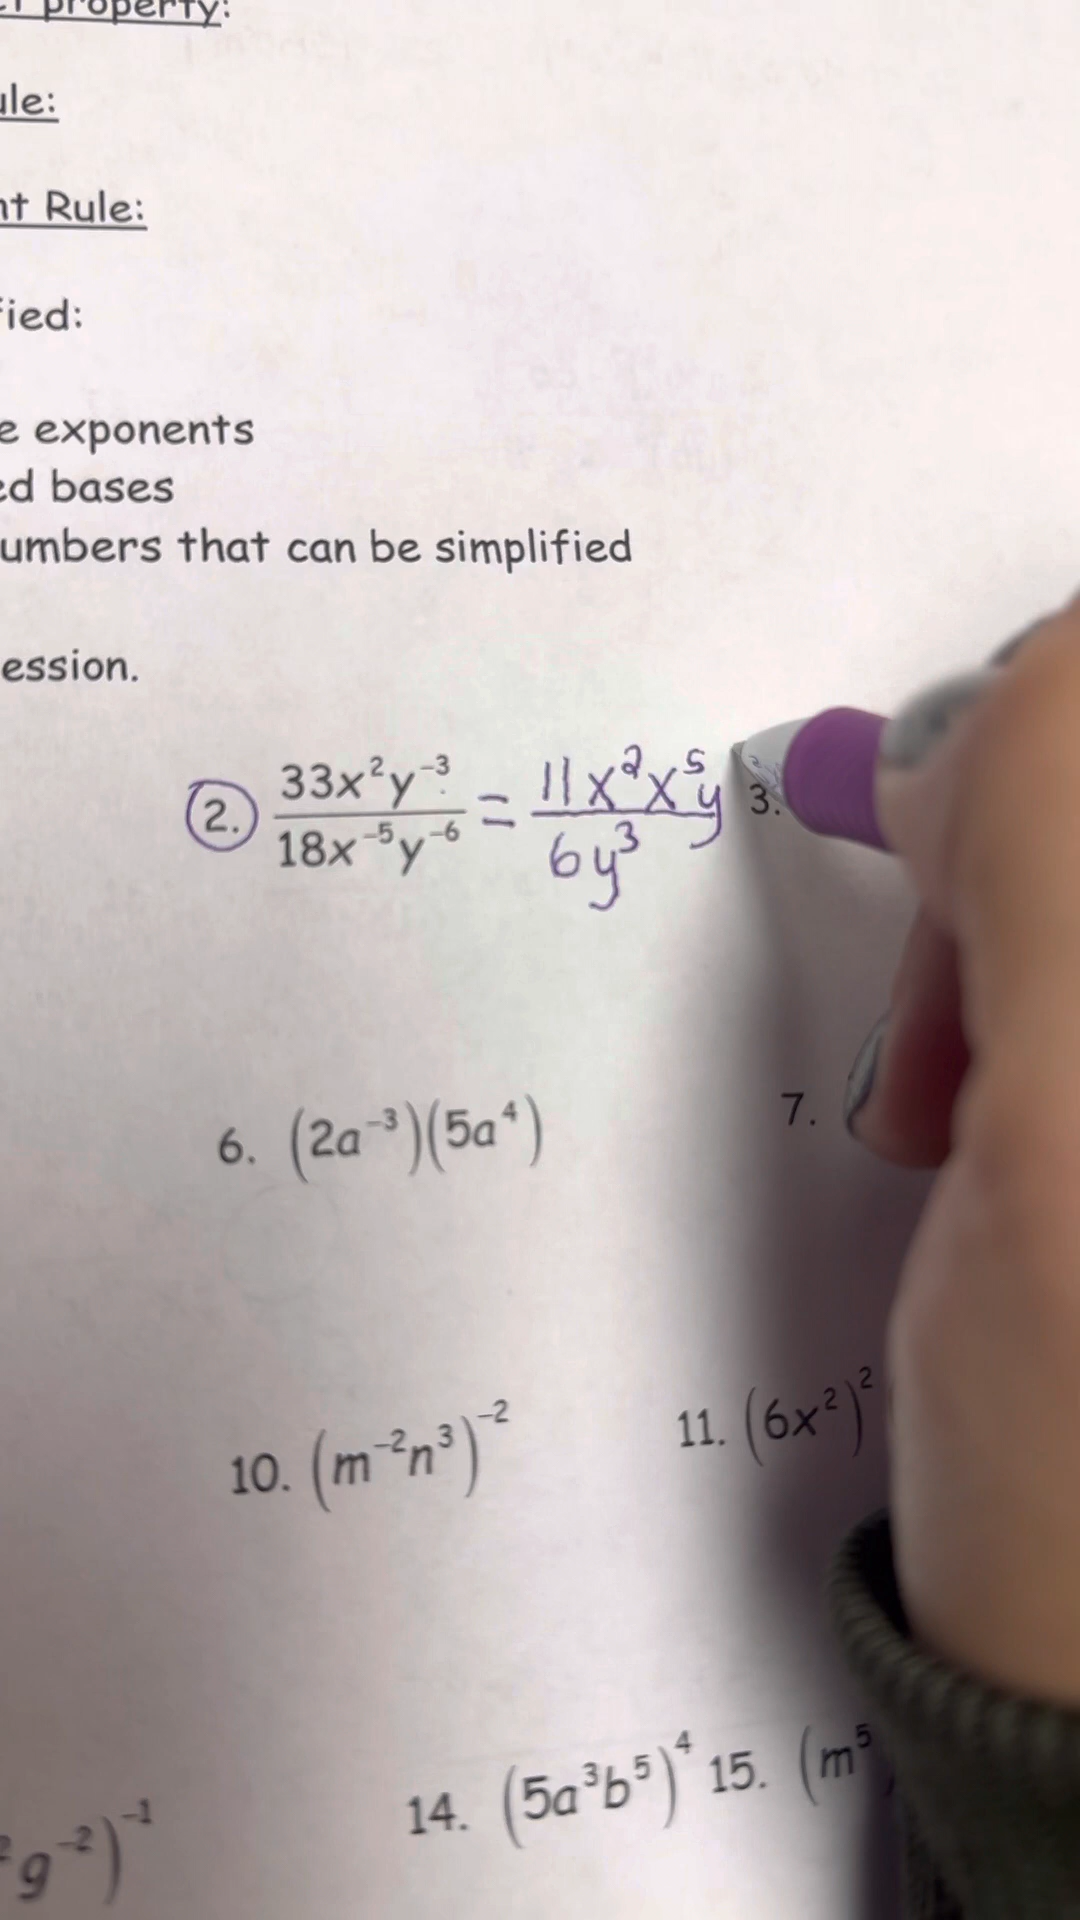 property:
ule:
nt Rule:
fied:
e exponents
ed bases
umbers that can be simplified
ession.
2. 33x²y⁻³ / 18x⁻⁵y⁻⁶ = 11x²x⁵y / 6y³
3.
6. (2a⁻³)(5a⁴)
7.
10. (m⁻²n³)⁻²
11. (6x²)²
²g⁻²)⁻¹
14. (5a³b⁵)⁴
15. (m⁵